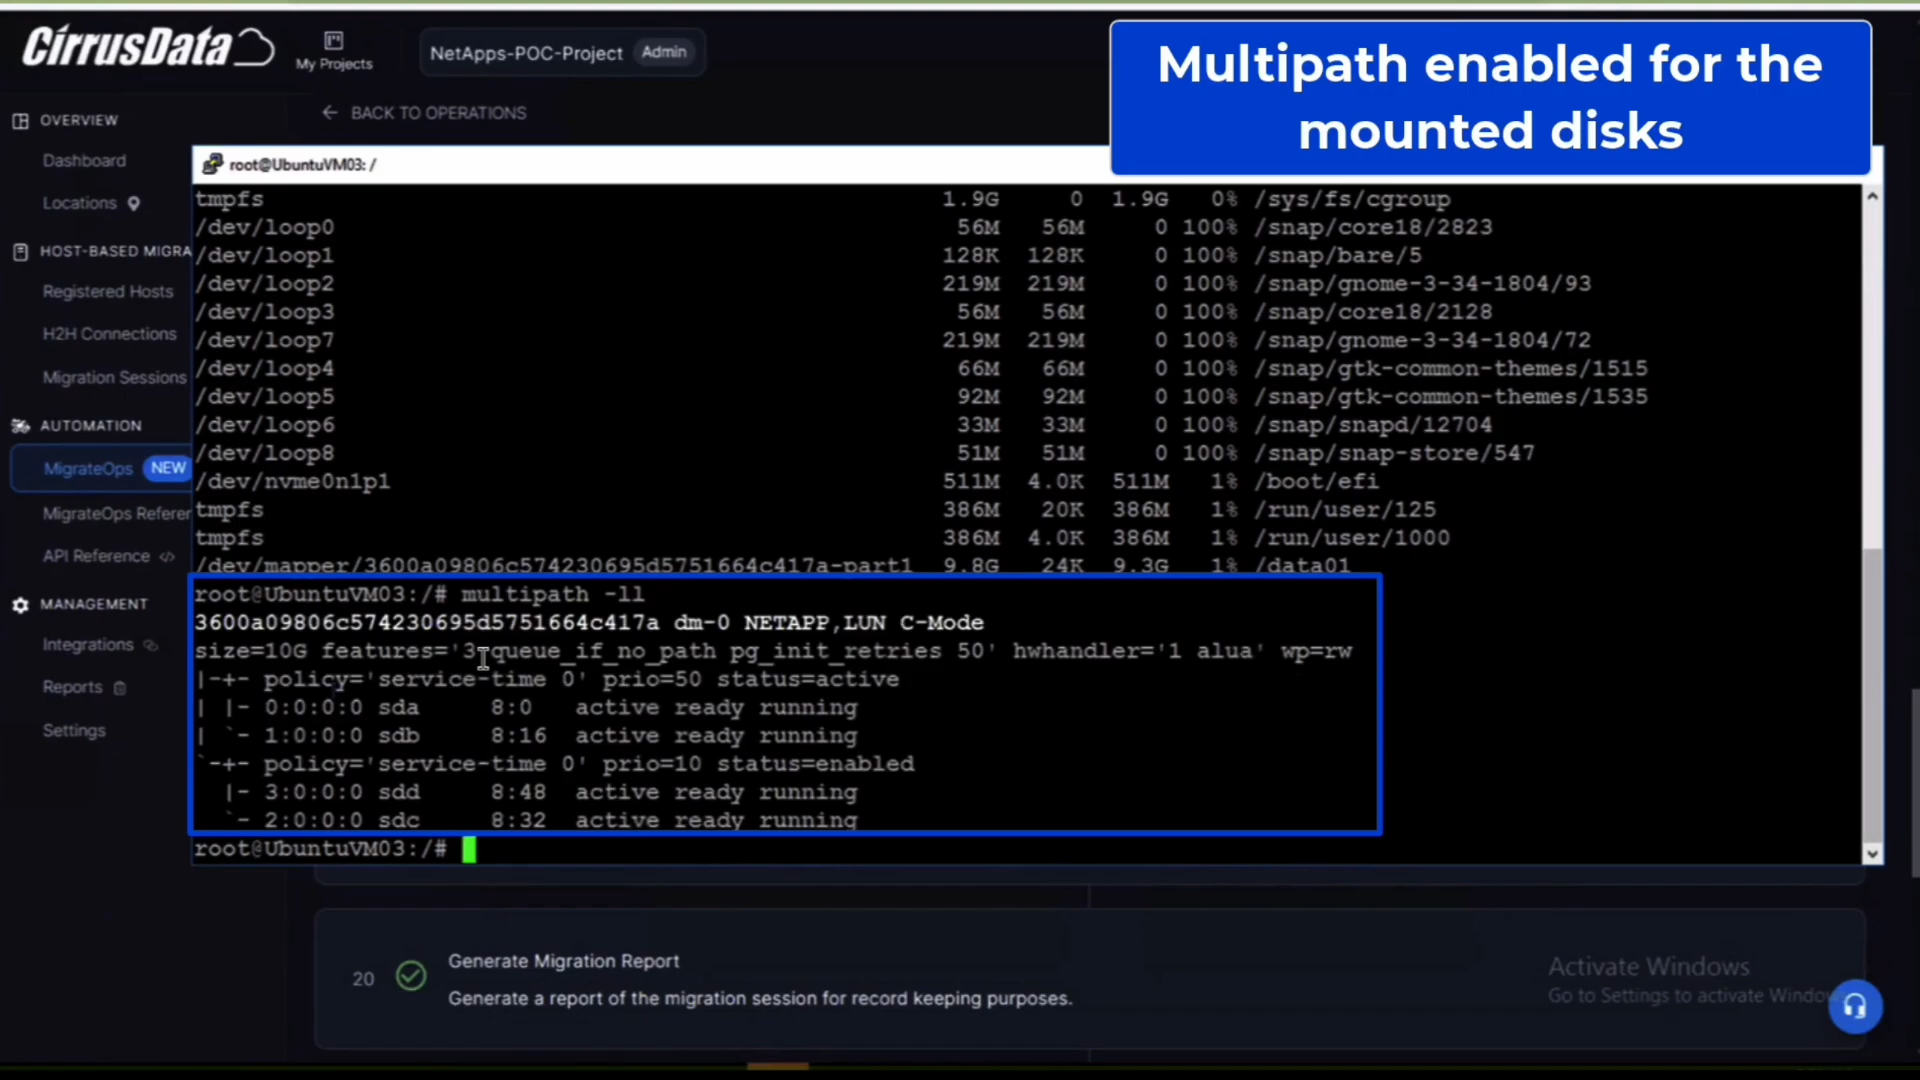 CirrusData
My Projects
NetApps-POC-Project Admin
Multipath enabled for the
mounted disks
OVERVIEW
Dashboard
Locations
HOST-BASED MIGRA
Registered Hosts
H2H Connections
Migration Sessions
AUTOMATION
MigrateOps NEW
MigrateOps Referen
API Reference </>
MANAGEMENT
Integrations
Reports
Settings
← BACK TO OPERATIONS
root@UbuntuVM03: /
tmpfs 1.9G 0 1.9G 0% /sys/fs/cgroup
/dev/loop0 56M 56M 0 100% /snap/core18/2823
/dev/loop1 128K 128K 0 100% /snap/bare/5
/dev/loop2 219M 219M 0 100% /snap/gnome-3-34-1804/93
/dev/loop3 56M 56M 0 100% /snap/core18/2128
/dev/loop7 219M 219M 0 100% /snap/gnome-3-34-1804/72
/dev/loop4 66M 66M 0 100% /snap/gtk-common-themes/1515
/dev/loop5 92M 92M 0 100% /snap/gtk-common-themes/1535
/dev/loop6 33M 33M 0 100% /snap/snapd/12704
/dev/loop8 51M 51M 0 100% /snap/snap-store/547
/dev/nvme0n1p1 511M 4.0K 511M 1% /boot/efi
tmpfs 386M 20K 386M 1% /run/user/125
tmpfs 386M 4.0K 386M 1% /run/user/1000
/dev/mapper/3600a09806c574230695d5751664c417a-part1 9.8G 24K 9.3G 1% /data01
root@UbuntuVM03:/# multipath -ll
3600a09806c574230695d5751664c417a dm-0 NETAPP,LUN C-Mode
size=10G features='3 queue_if_no_path pg_init_retries 50' hwhandler='1 alua' wp=rw
|-+- policy='service-time 0' prio=50 status=active
| |- 0:0:0:0 sda 8:0 active ready running
| `- 1:0:0:0 sdb 8:16 active ready running
`-+- policy='service-time 0' prio=10 status=enabled
|- 3:0:0:0 sdd 8:48 active ready running
`- 2:0:0:0 sdc 8:32 active ready running
root@UbuntuVM03:/#
20
Generate Migration Report
Generate a report of the migration session for record keeping purposes.
Activate Windows
Go to Settings to activate Windows